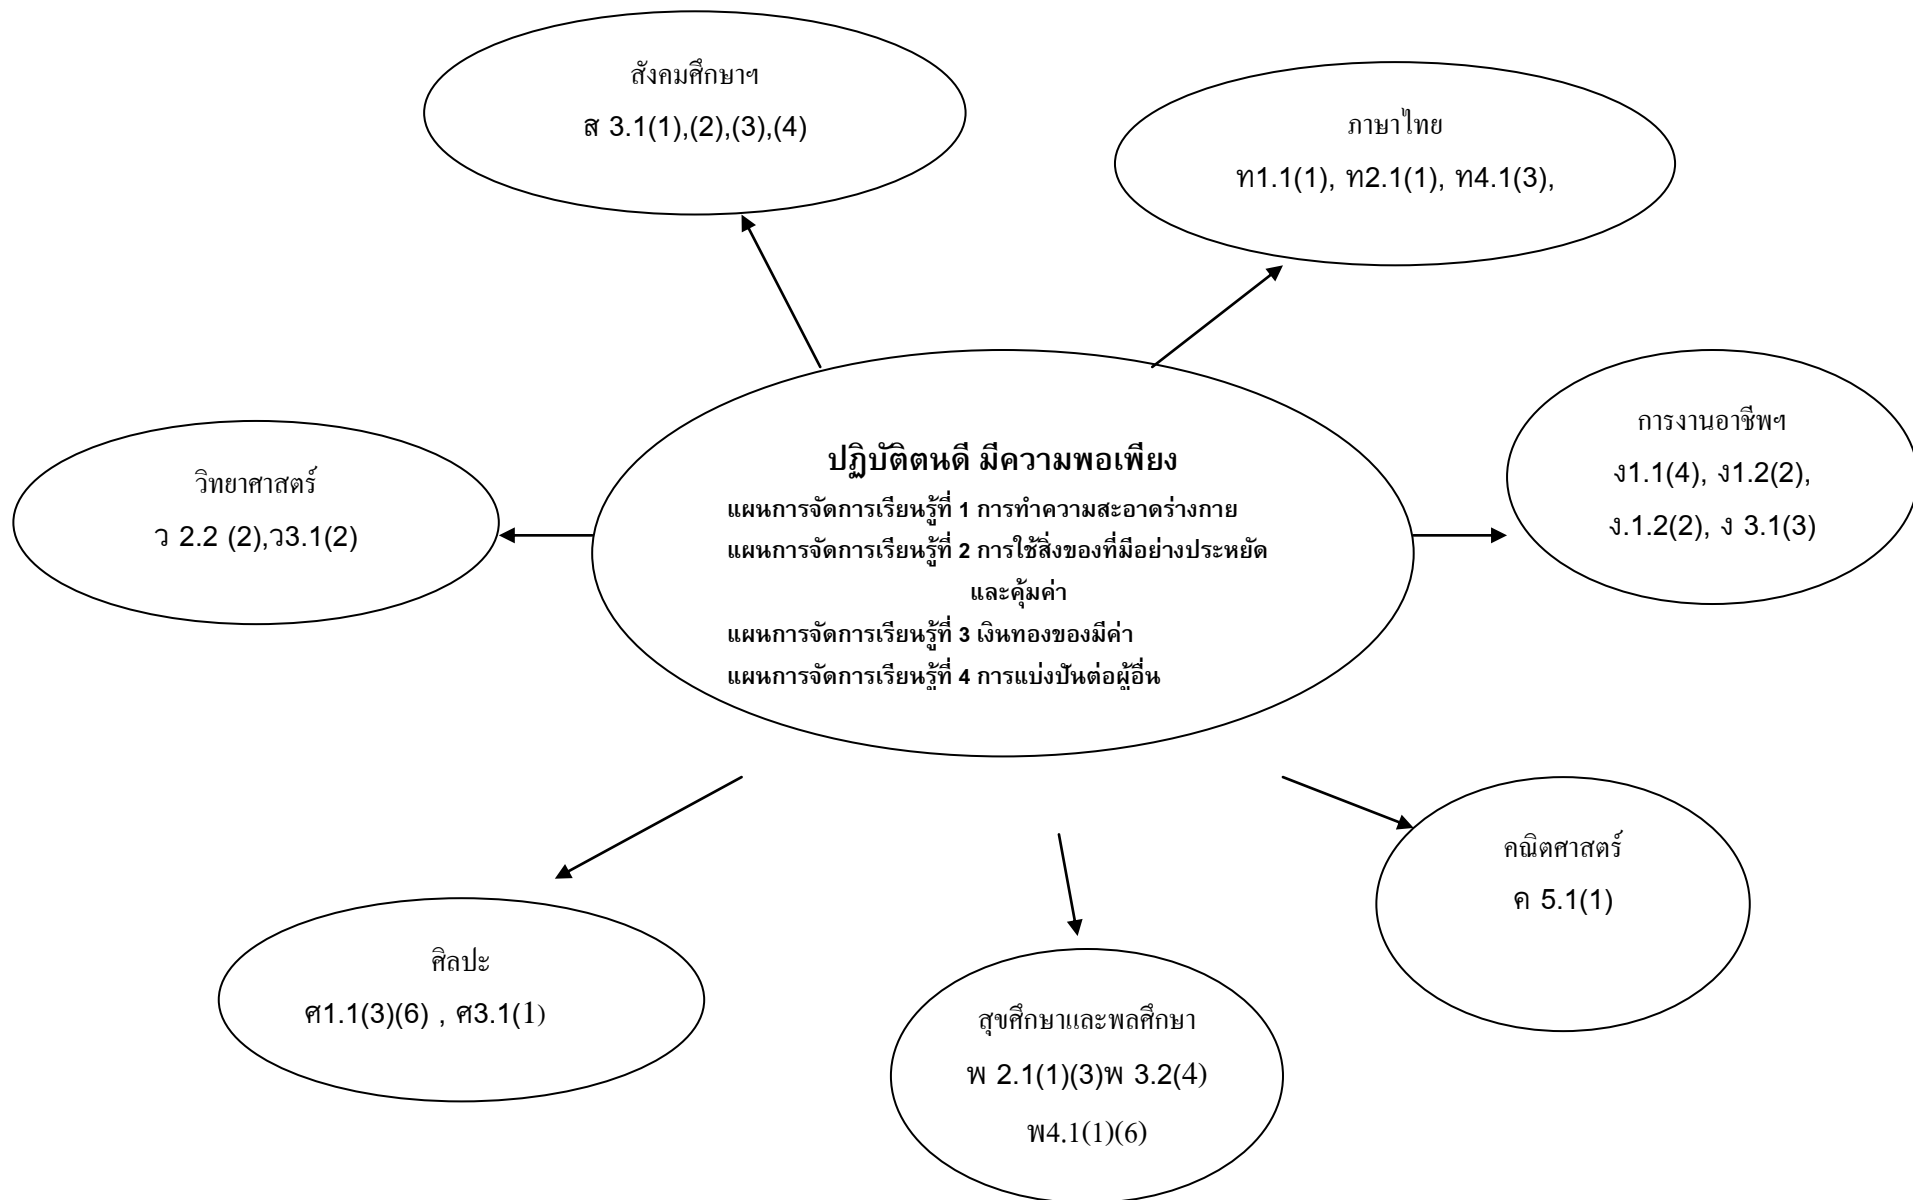 สังคมศึกษาฯ
ส 3.1(1),(2),(3),(4)
ภาษาไทย
ท1.1(1), ท2.1(1), ท4.1(3),
การงานอาชีพฯ
ง1.1(4), ง1.2(2),
ง.1.2(2), ง 3.1(3)
วิทยาศาสตร์
ว 2.2 (2),ว3.1(2)
ปฏิบัติตนดี มีความพอเพียง
แผนการจัดการเรียนรู้ที่ 1 การทำความสะอาดร่างกาย
แผนการจัดการเรียนรู้ที่ 2 การใช้สิ่งของที่มีอย่างประหยัด
และคุ้มค่า
แผนการจัดการเรียนรู้ที่ 3 เงินทองของมีค่า
แผนการจัดการเรียนรู้ที่ 4 การแบ่งปันต่อผู้อื่น
คณิตศาสตร์
ค 5.1(1)
ศิลปะ
ศ1.1(3)(6) , ศ3.1(1)
สุขศึกษาและพลศึกษา
พ 2.1(1)(3)พ 3.2(4)
พ4.1(1)(6)